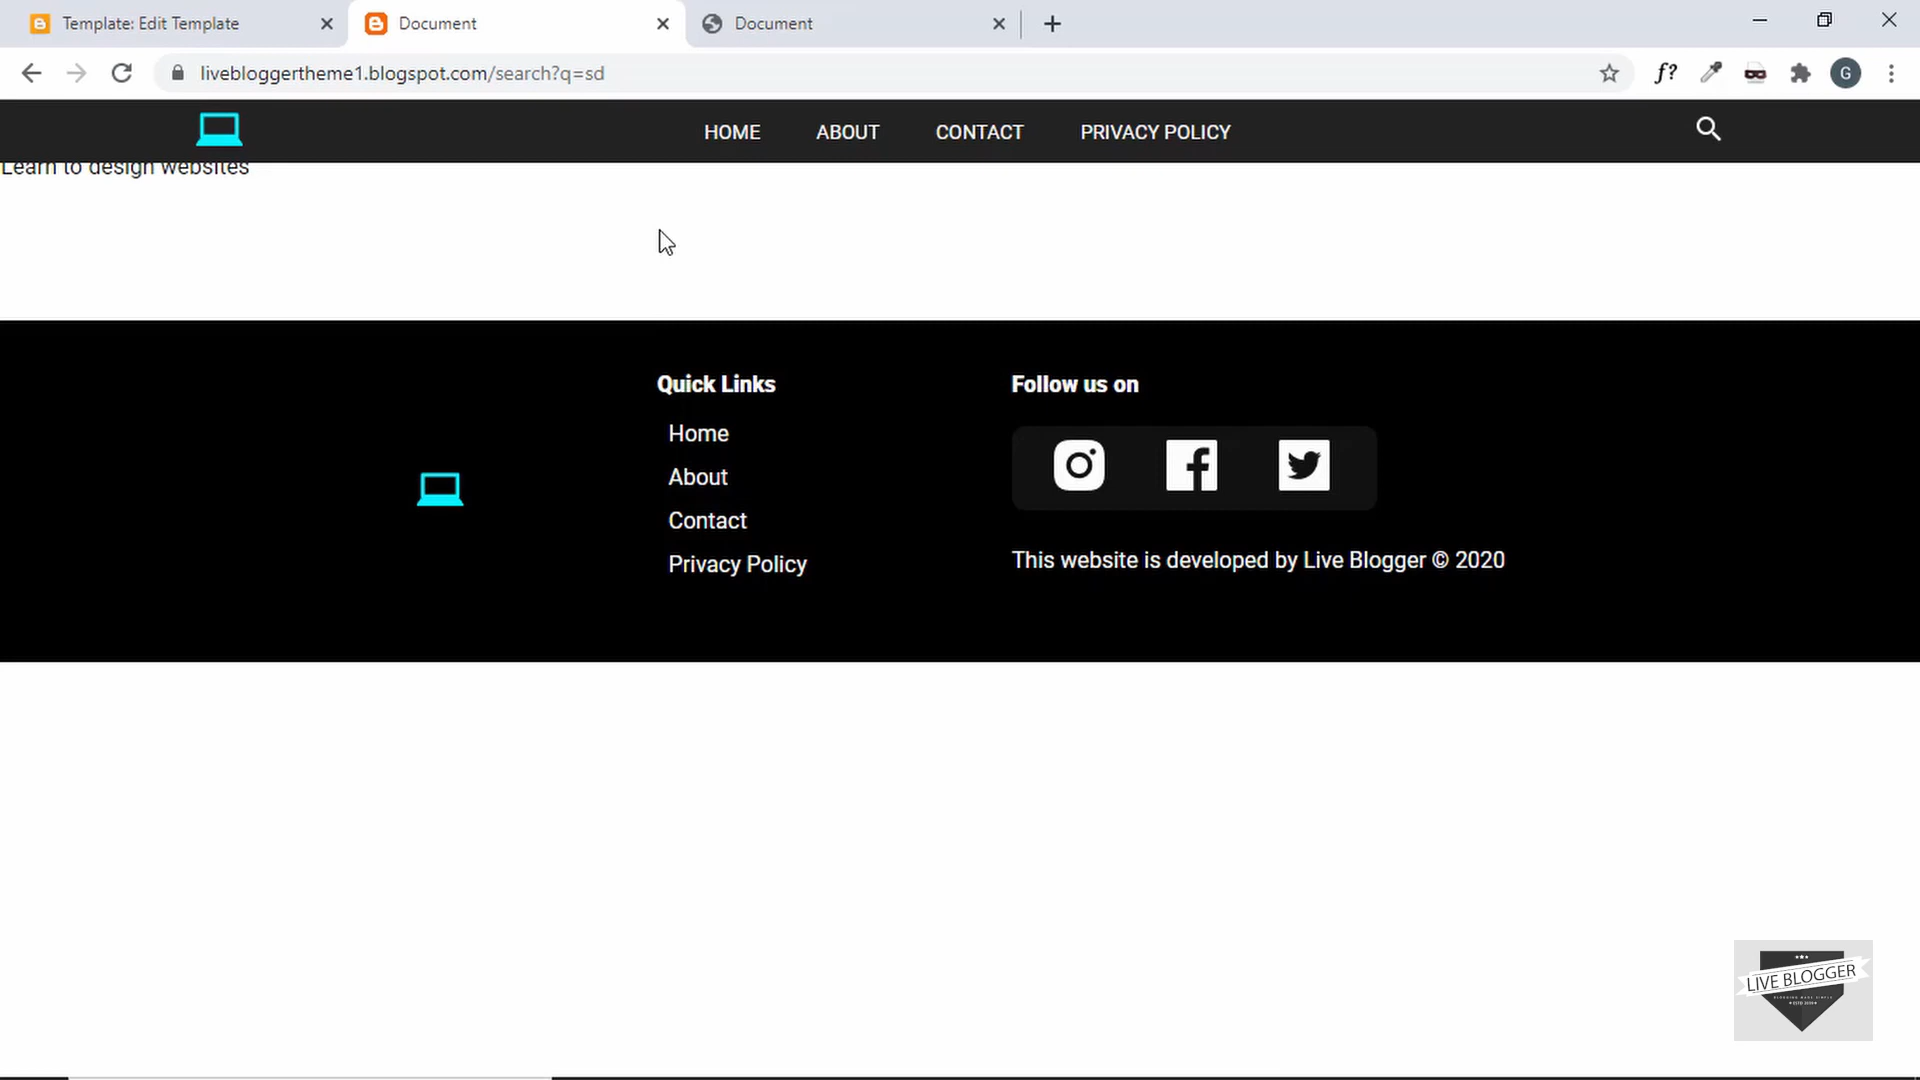 Template: Edit Template
Document
Document
livebloggertheme1.blogspot.com/search?q=sd
f?
G
HOME
ABOUT
CONTACT
PRIVACY POLICY
Learn to design websites
Quick Links
Home
About
Contact
Privacy Policy
Follow us on
This website is developed by Live Blogger © 2020
LIVE BLOGGER